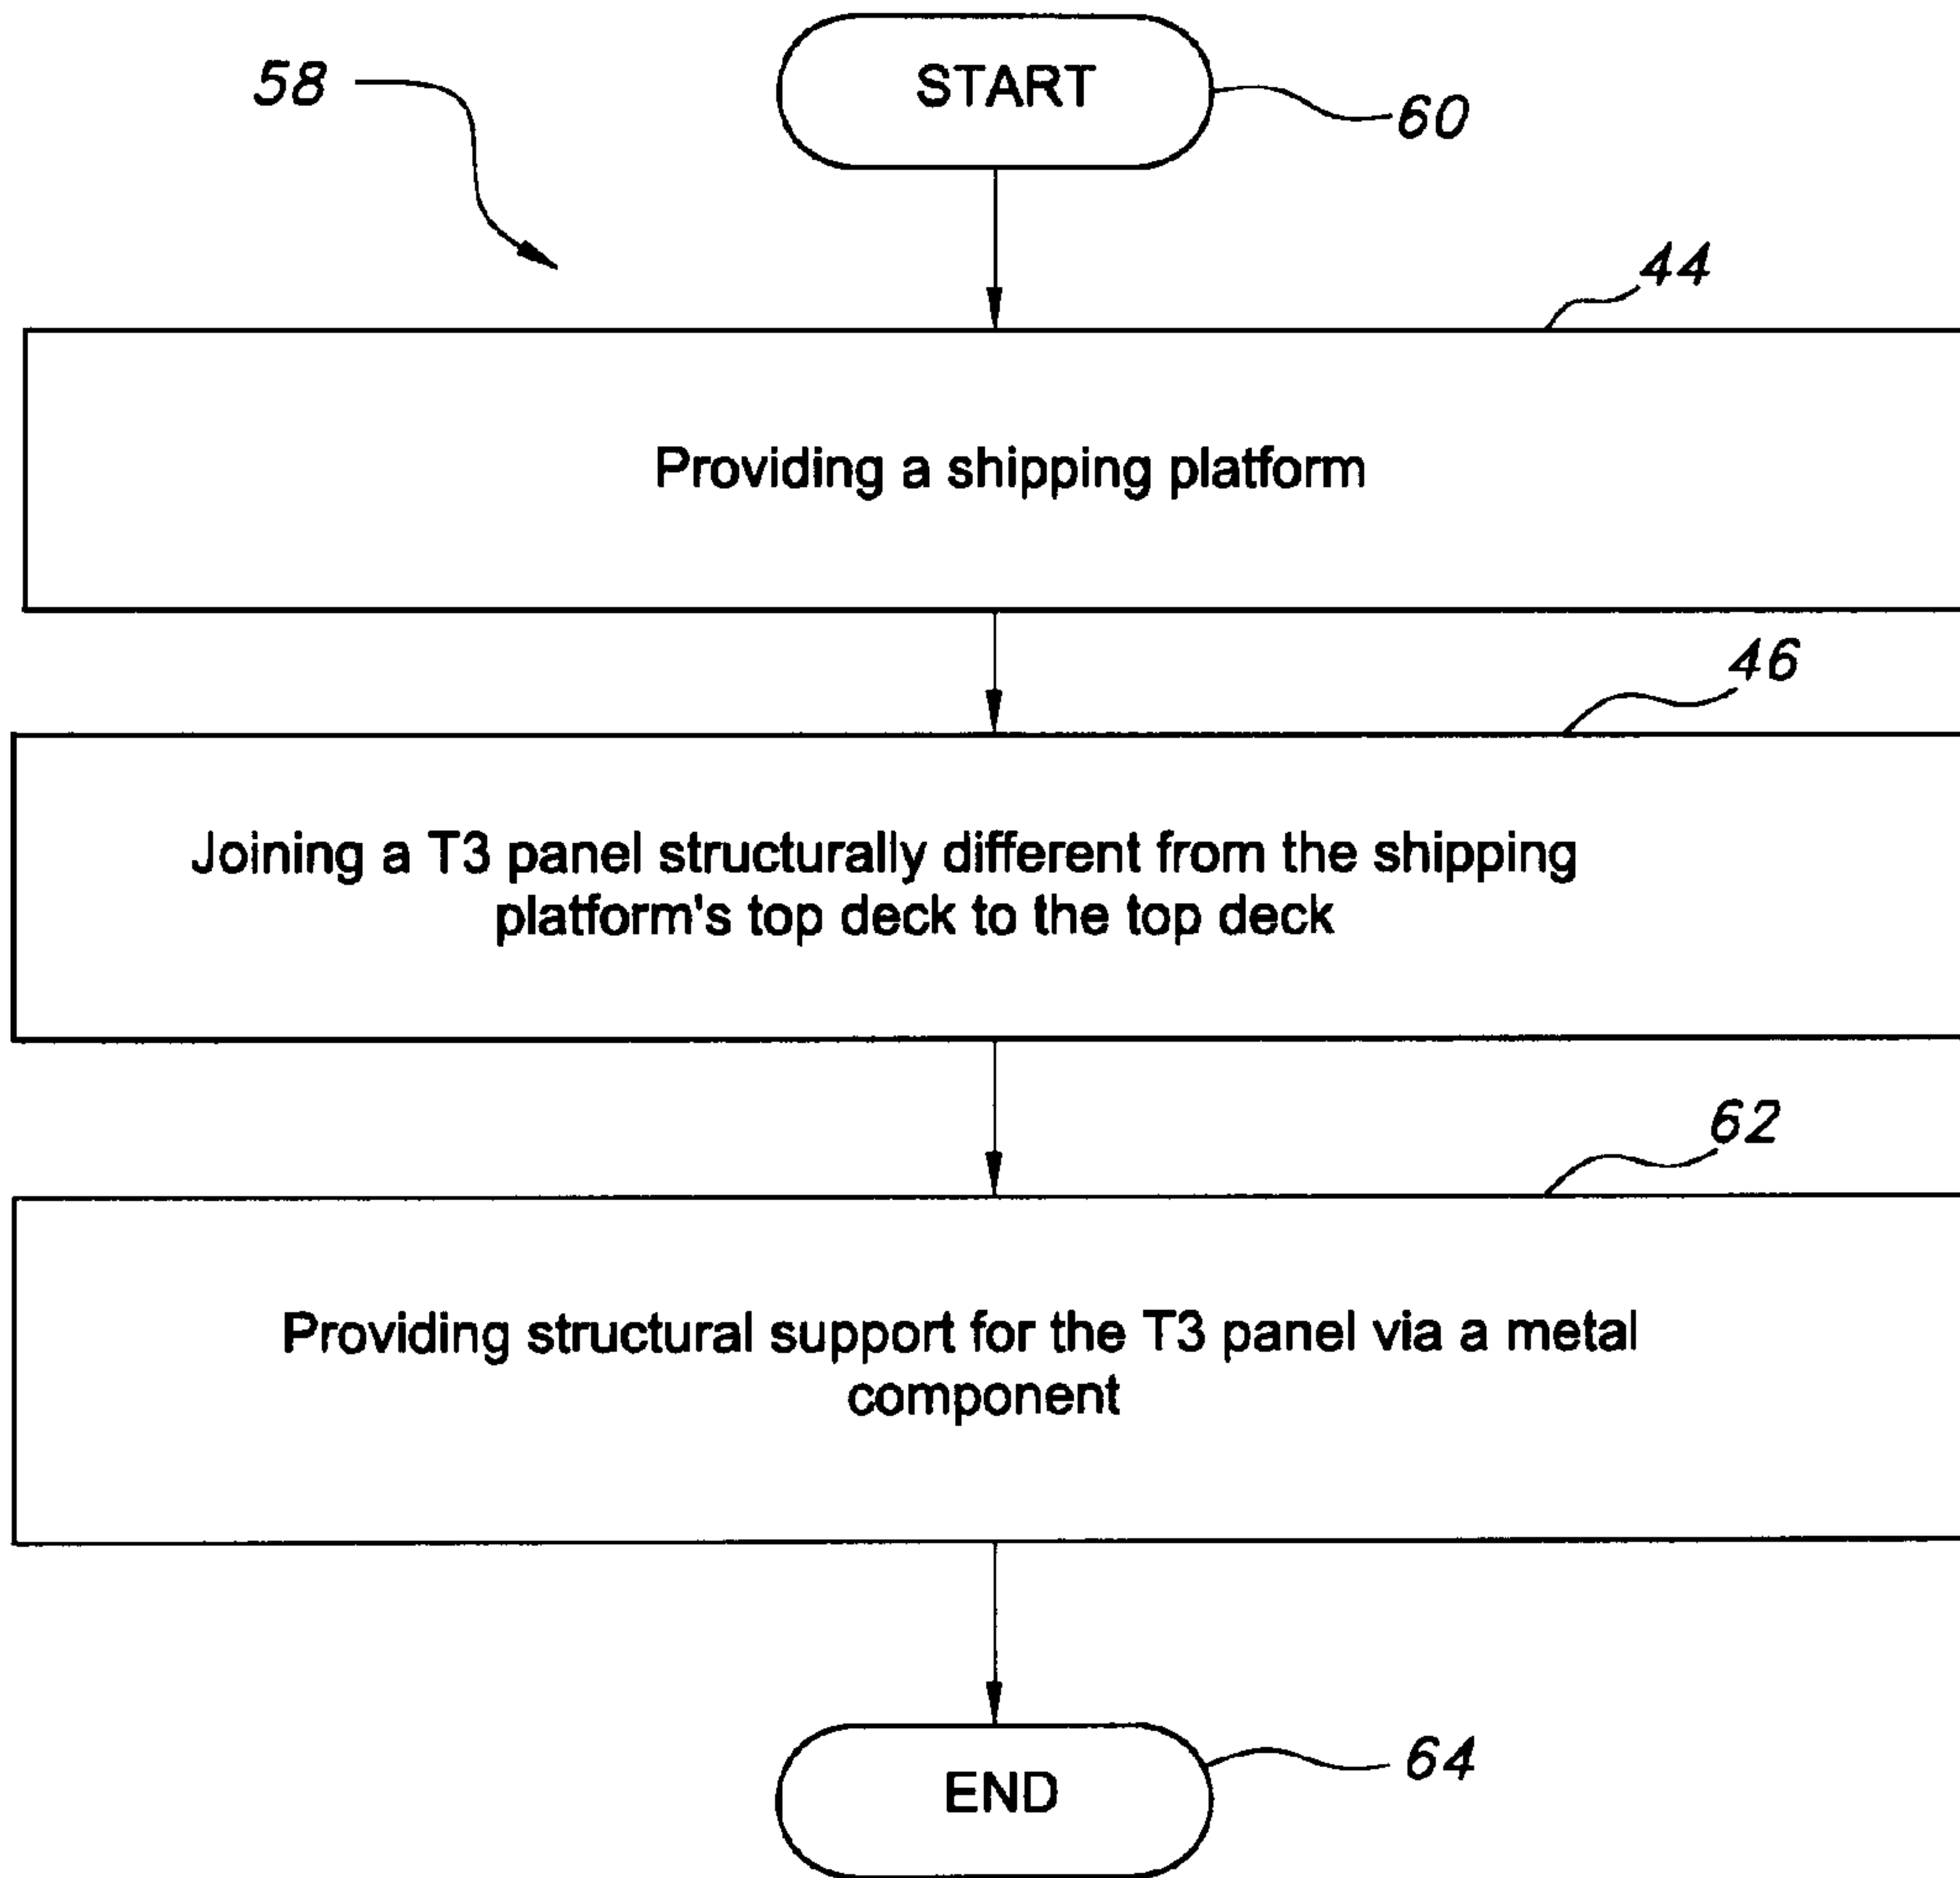 58
START
60
44
Providing a shipping platform
46
Joining a T3 panel structurally different from the shipping
platform's top deck to the top deck
62
Providing structural support for the T3 panel via a metal
component
END
64